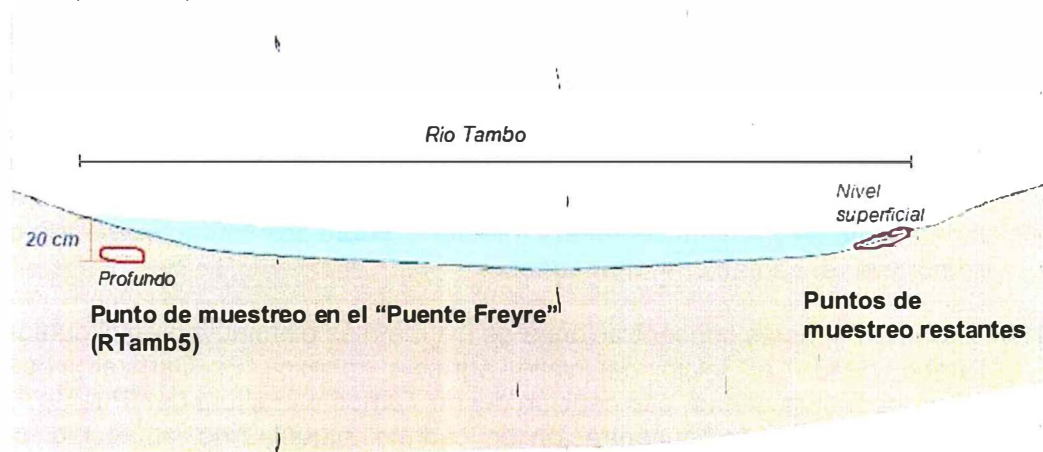 Rio Tambo
Nivel
superficial
20 cm
Profundo
Punto de muestreo en el “Puente Freyre”
(RTamb5)
Puntos de
muestreo restantes